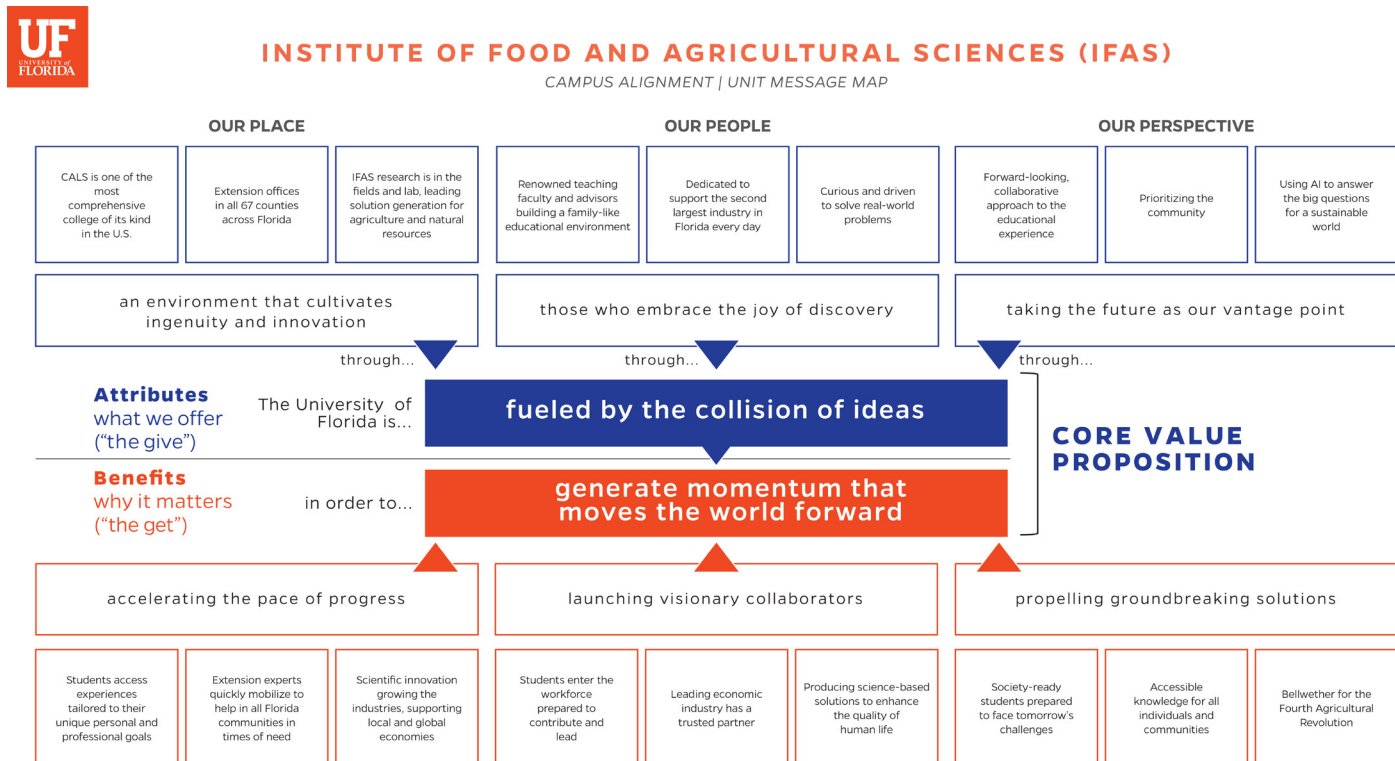 UF
UNIVERSITY of
FLORIDA
INSTITUTE OF FOOD AND AGRICULTURAL SCIENCES (IFAS)
CAMPUS ALIGNMENT | UNIT MESSAGE MAP
OUR PLACE
CALS is one of the
most
comprehensive
college of its kind
in the U.S.
Extension offices
in all 67 counties
across Florida
IFAS research is in the
fields and lab, leading
solution generation for
agriculture and natural
resources
an environment that cultivates
ingenuity and innovation
through...
OUR PEOPLE
Renowned teaching
faculty and advisors
building a family-like
educational environment
Dedicated to
support the second
largest industry in
Florida every day
Curious and driven
to solve real-world
problems
those who embrace the joy of discovery
through...
OUR PERSPECTIVE
Forward-looking,
collaborative
approach to the
educational
experience
Prioritizing the
community
Using AI to answer
the big questions
for a sustainable
world
taking the future as our vantage point
through...
Attributes
what we offer
(“the give”)
The University of
Florida is...
fueled by the collision of ideas
Benefits
why it matters
(“the get”)
in order to...
generate momentum that
moves the world forward
CORE VALUE
PROPOSITION
accelerating the pace of progress
Students access
experiences
tailored to their
unique personal and
professional goals
Extension experts
quickly mobilize to
help in all Florida
communities in
times of need
Scientific innovation
growing the
industries, supporting
local and global
economies
launching visionary collaborators
Students enter the
workforce
prepared to
contribute and
lead
Leading economic
industry has a
trusted partner
Producing science-based
solutions to enhance
the quality of
human life
propelling groundbreaking solutions
Society-ready
students prepared
to face tomorrow's
challenges
Accessible
knowledge for all
individuals and
communities
Bellwether for the
Fourth Agricultural
Revolution